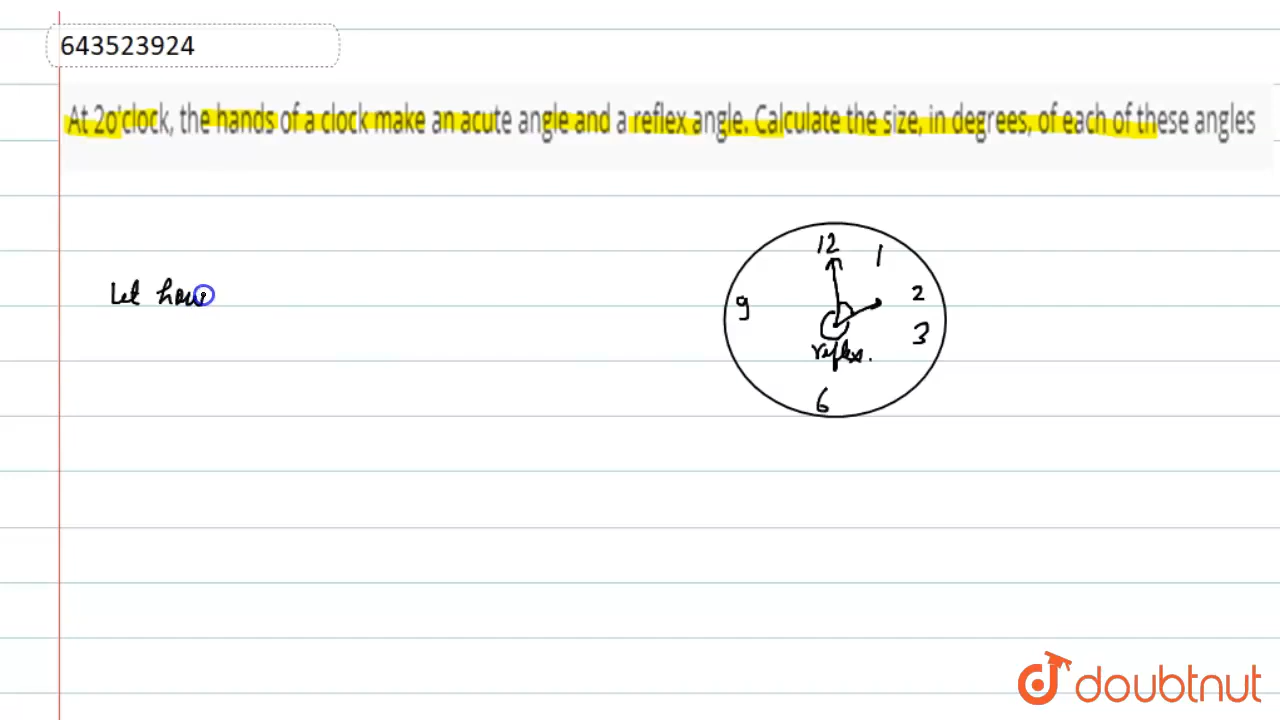 643523924
At 2o'clock, the hands of a clock make an acute angle and a reflex angle. Calculate the size, in degrees, of each of these angles
12
1
9
2
3
reflex.
6
Let hou
doubtnut